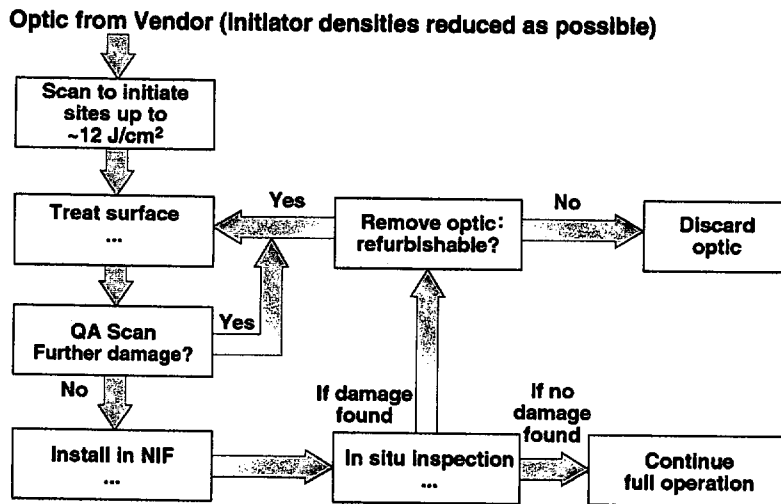 Optic from Vendor (Initiator densities reduced as possible)
Scan to initiate
sites up to
~12 J/cm²
Treat surface
...
Yes
Remove optic:
refurbishable?
No
Discard
optic
QA Scan
Further damage?
Yes
No
Install in NIF
...
If damage
found
In situ inspection
...
If no
damage
found
Continue
full operation